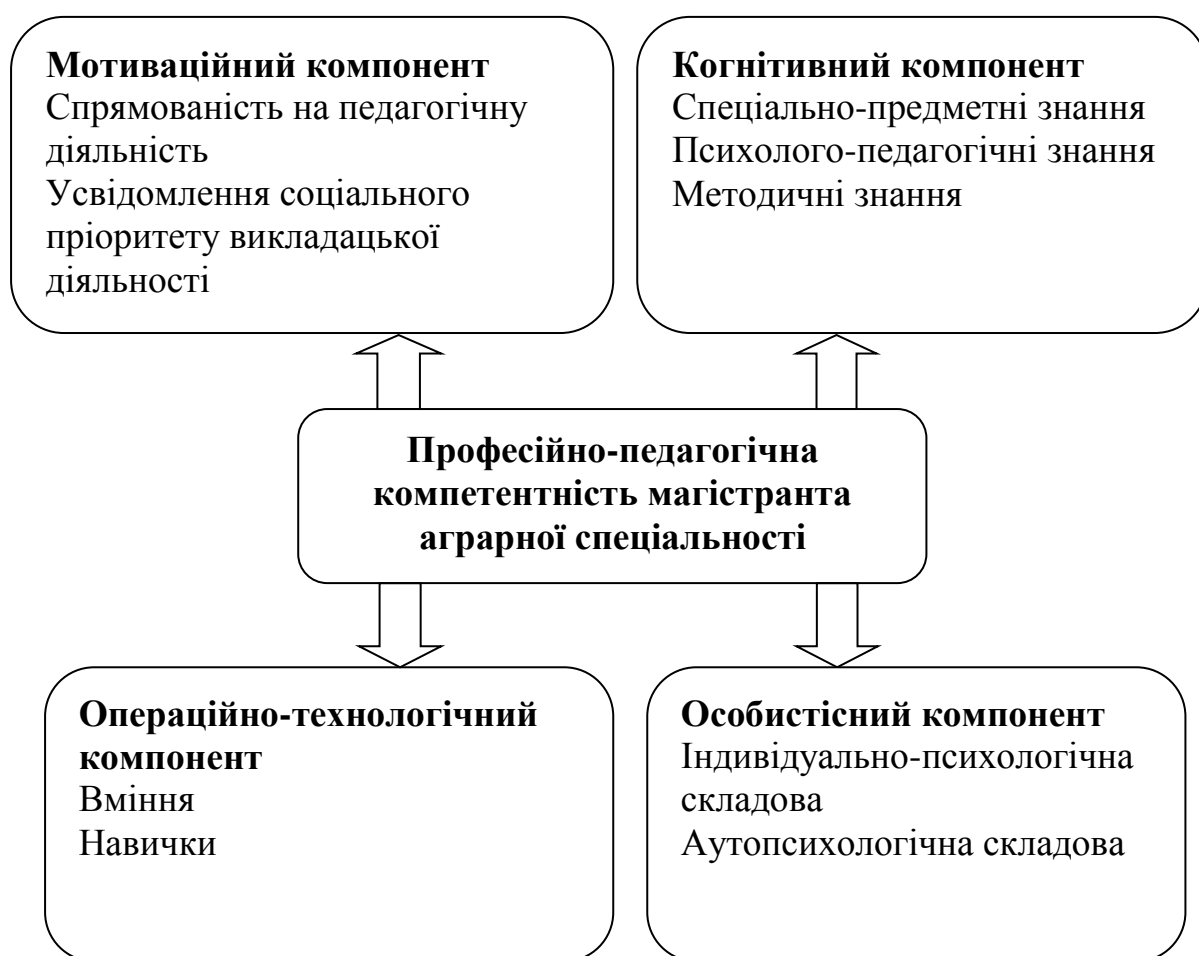 Мотиваційний компонент
Спрямованість на педагогічну
діяльність
Усвідомлення соціального
пріоритету викладацької
діяльності
Когнітивний компонент
Спеціально-предметні знання
Психолого-педагогічні знання
Методичні знання
Професійно-педагогічна
компетентність магістранта
аграрної спеціальності
Операційно-технологічний
компонент
Вміння
Навички
Особистісний компонент
Індивідуально-психологічна
складова
Аутопсихологічна складова